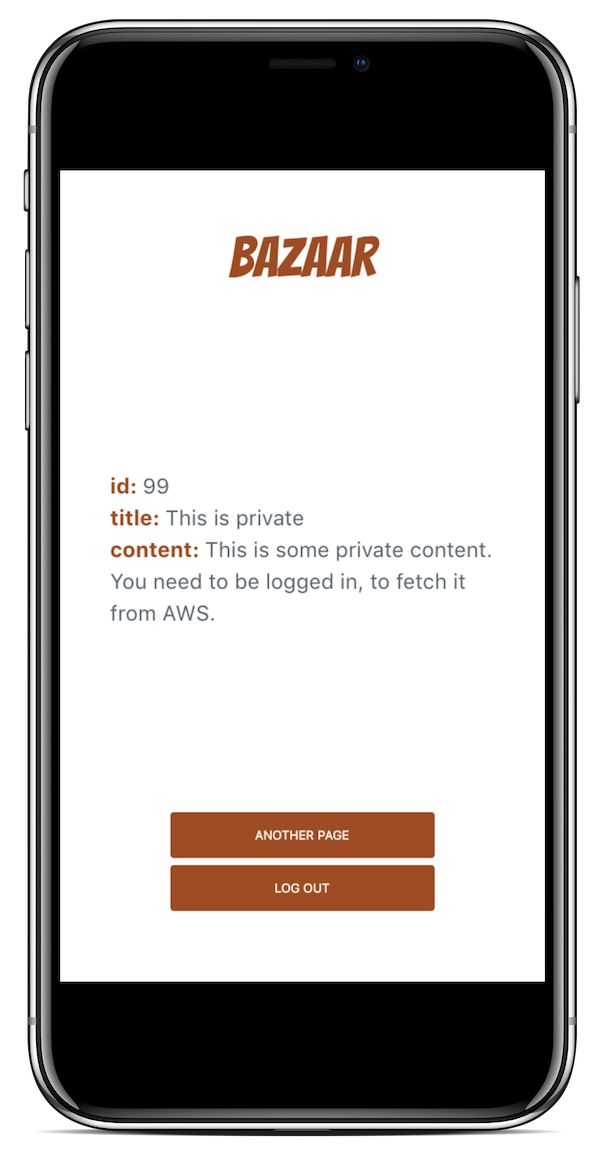 BAZAAR
id: 99
title: This is private
content: This is some private content.
You need to be logged in, to fetch it
from AWS.
ANOTHER PAGE
LOG OUT